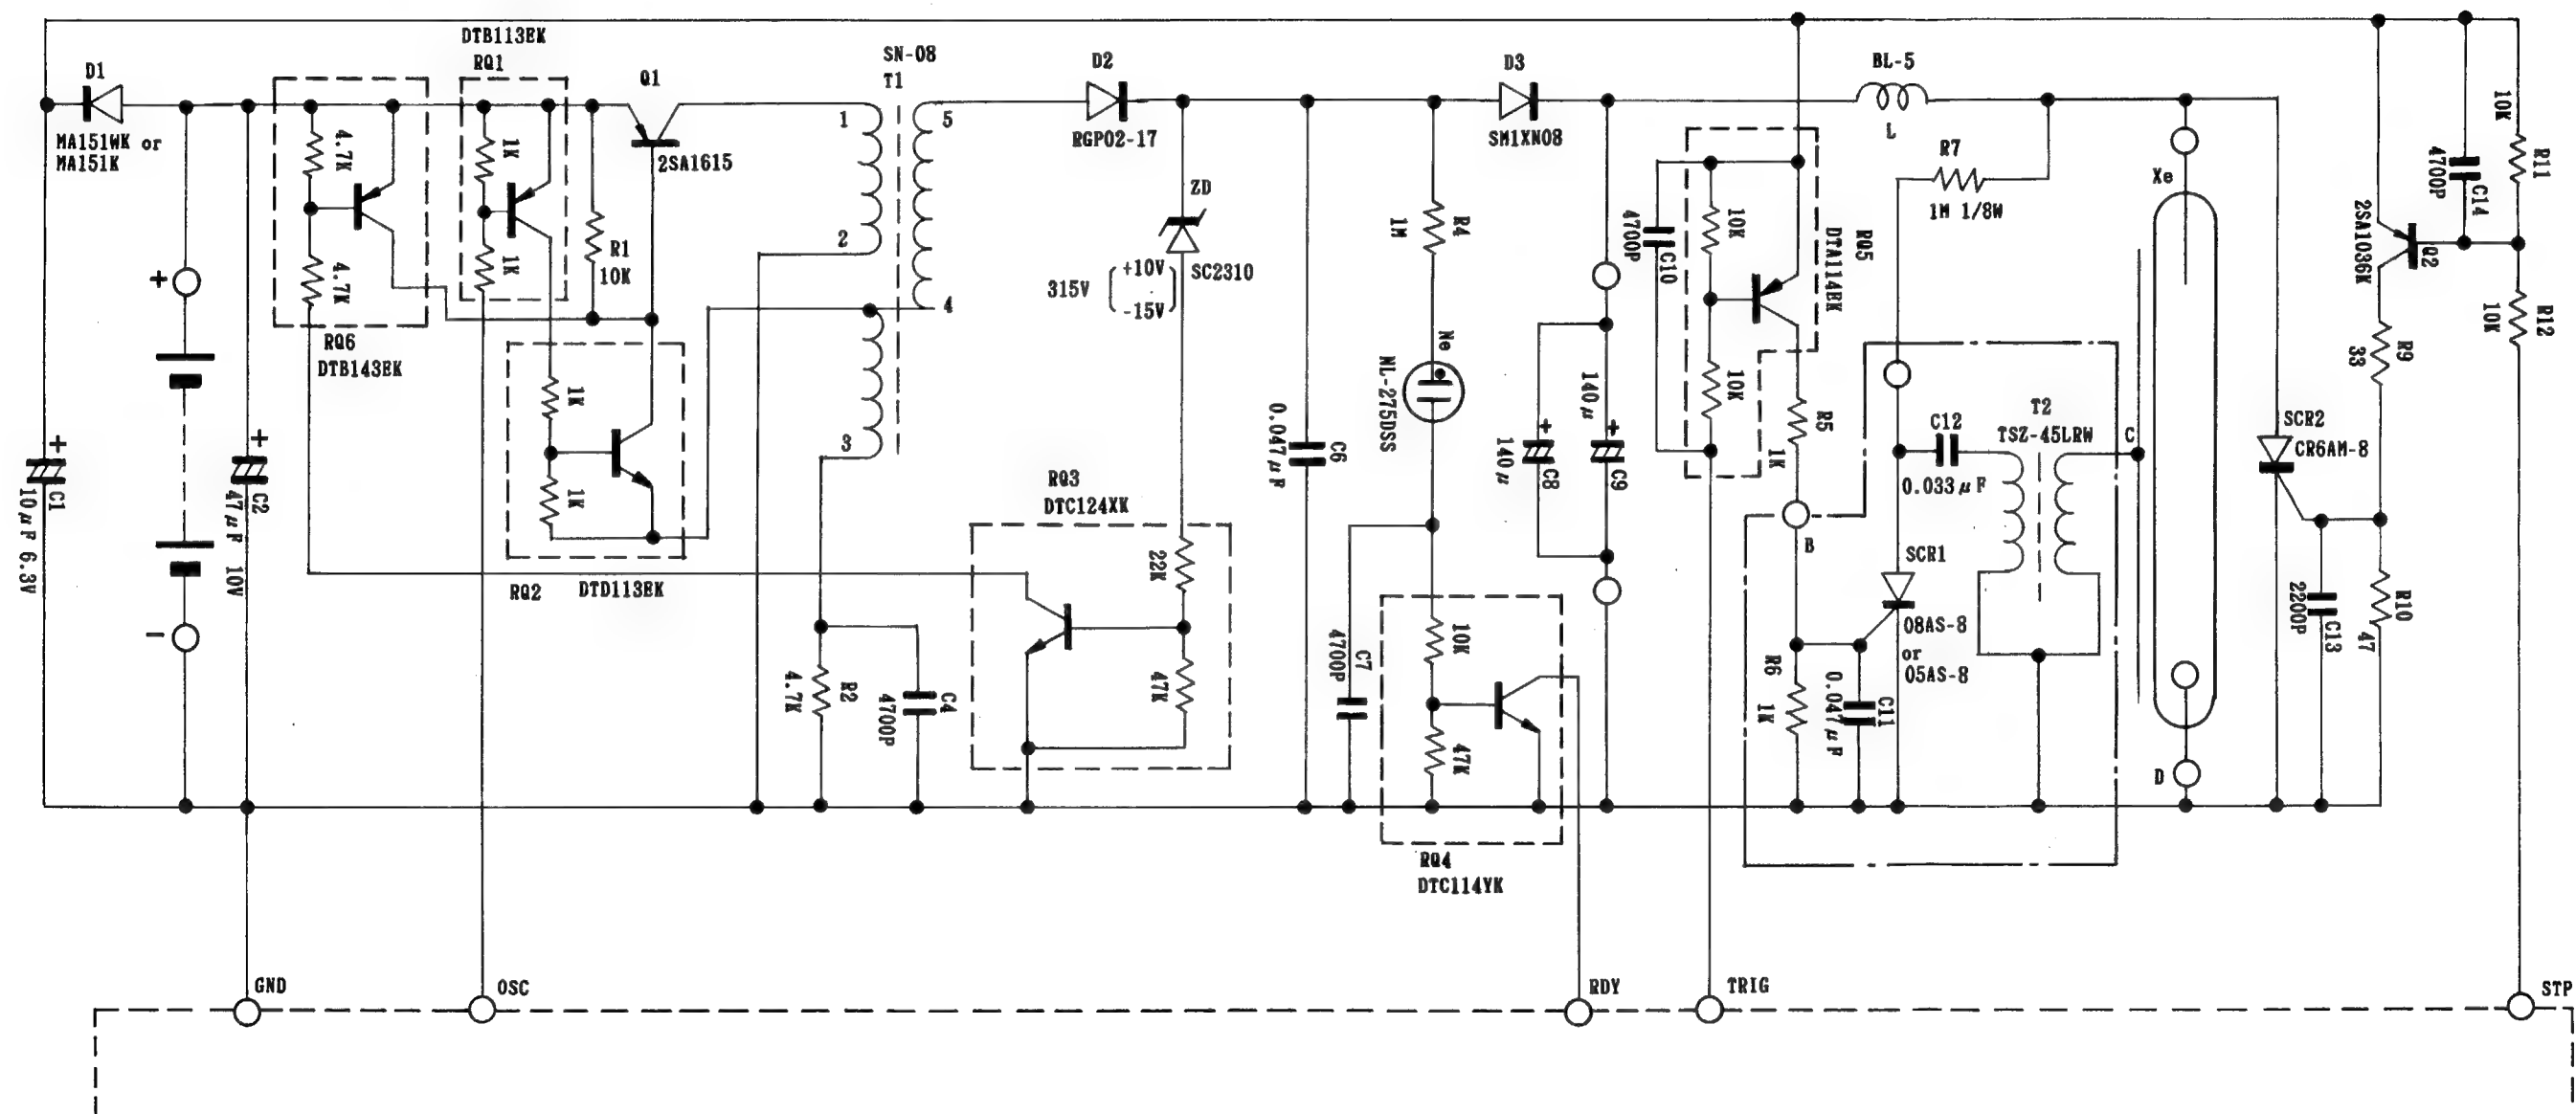 DTB113EK
RQ1
Q1
2SA1615
SN-08
T1
D1
MA151WK or
MA151K
4.7K
4.7K
1K
1K
R1
10K
RQ6
DTB143EK
+
-
+
C1
10μF 6.3V
+
C2
47μF 10V
1K
1K
RQ2
DTD113EK
1
2
3
4
5
D2
RGP02-17
ZD
SC2310
315V
+10V
-15V
R2
4.7K
C4
4700P
RQ3
DTC124XK
22K
47K
C6
0.047μF
R4
1M
Ne
NL-275DSS
C7
4700P
10K
47K
RQ4
DTC114YK
D3
SM1XN08
+
C8
140μ
+
C9
140μ
C10
4700P
10K
10K
RQ5
DTA114EK
R5
1K
B
R6
1K
C11
0.047μF
BL-5
L
R7
1M 1/8W
C12
0.033μF
T2
TSZ-45LRW
SCR1
08AS-8
or
05AS-8
C
Xe
D
SCR2
CR6AM-8
2SA1036K
Q2
R9
33
R10
47
C13
2200P
C14
4700P
10K
R11
R12
10K
GND
OSC
RDY
TRIG
STP